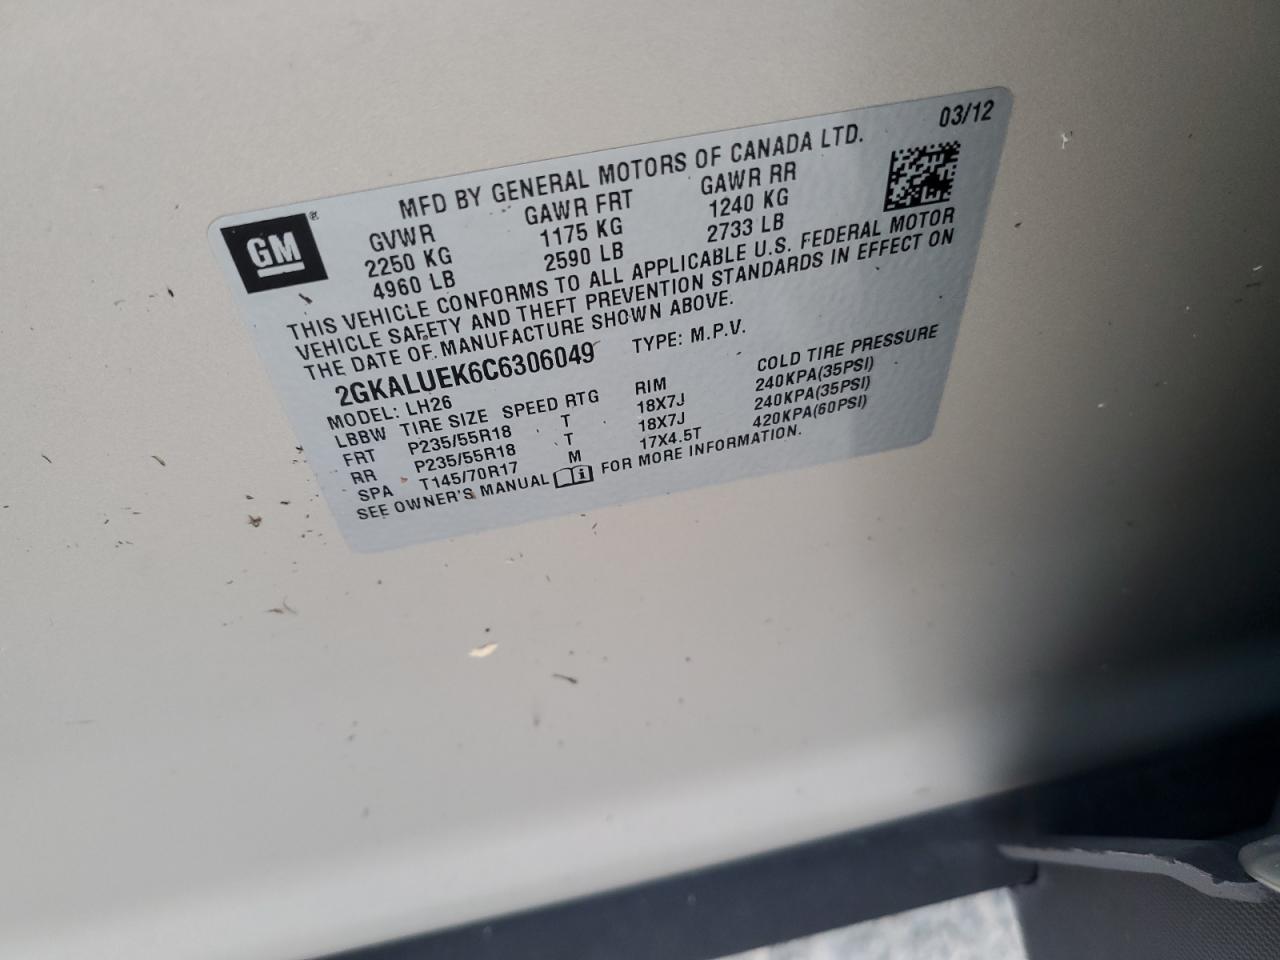 03/12
MFD BY GENERAL MOTORS OF CANADA LTD.
GM ®
GVWR GAWR FRT GAWR RR
2250 KG 1175 KG 1240 KG
4960 LB 2590 LB 2733 LB
THIS VEHICLE CONFORMS TO ALL APPLICABLE U.S. FEDERAL MOTOR
VEHICLE SAFETY AND THEFT PREVENTION STANDARDS IN EFFECT ON
THE DATE OF MANUFACTURE SHOWN ABOVE.
2GKALUEK6C6306049 TYPE: M.P.V.
MODEL: LH26
LBBW TIRE SIZE SPEED RTG RIM COLD TIRE PRESSURE
FRT P235/55R18 T 18X7J 240KPA(35PSI)
RR P235/55R18 T 18X7J 240KPA(35PSI)
SPA T145/70R17 M 17X4.5T 420KPA(60PSI)
SEE OWNER'S MANUAL i FOR MORE INFORMATION.